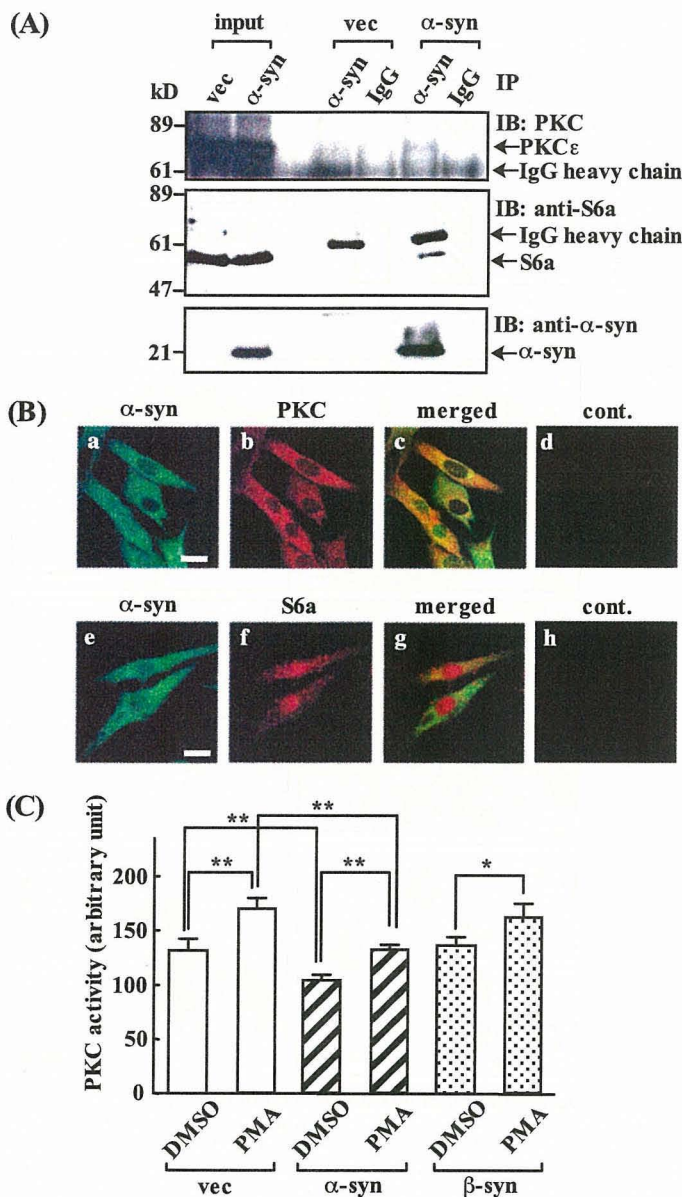 (A)
input vec α-syn
vec α-syn α-syn IgG α-syn IgG IP
kD
89
61
IB: PKC
PKCε
IgG heavy chain
89
61
47
IB: anti-S6a
IgG heavy chain
S6a
21
IB: anti-α-syn
α-syn
(B)
α-syn PKC merged cont.
a b c d
α-syn S6a merged cont.
e f g h
(C)
PKC activity (arbitrary unit)
** **
** ** *
200
150
100
50
0
DMSO PMA DMSO PMA DMSO PMA
vec α-syn β-syn